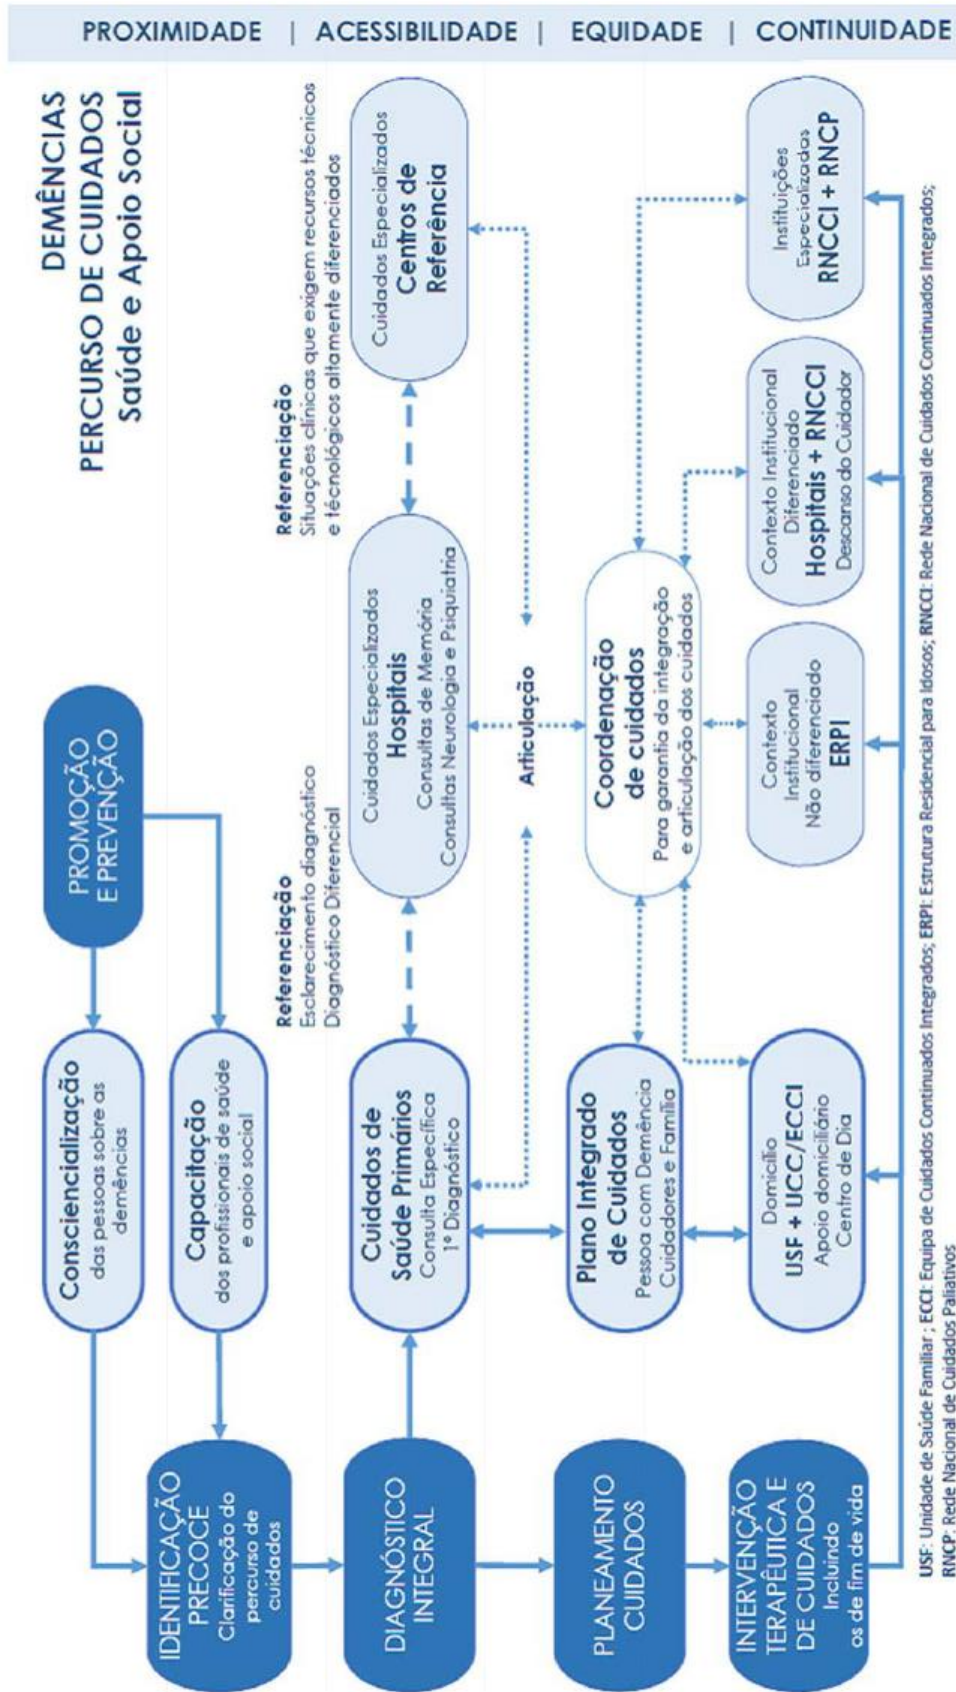 PROXIMIDADE | ACESSIBILIDADE | EQUIDADE | CONTINUIDADE
DEMÊNCIAS
PERCURSO DE CUIDADOS
Saúde e Apoio Social
PROMOÇÃO
E PREVENÇÃO
Consciencialização
das pessoas sobre as
demências
Capacitação
dos profissionais de saúde
e apoio social
IDENTIFICAÇÃO
PRECOCE
Clarificação do
percurso de
cuidados
Referenciação
Esclarecimento diagnóstico
Diagnóstico Diferencial
Referenciação
Situações clínicas que exigem recursos técnicos
e técnológicos altamente diferenciados
DIAGNÓSTICO
INTEGRAL
Cuidados de
Saúde Primários
Consulta Específica
1º Diagnóstico
Cuidados Especializados
Hospitais
Consultas de Memória
Consultas Neurologia e Psiquiatria
Cuidados Especializados
Centros de
Referência
Articulação
PLANEAMENTO
CUIDADOS
Plano Integrado
de Cuidados
Pessoa com Demência
Cuidadores e Família
Coordenação
de cuidados
Para garantia da integração
e articulação dos cuidados
INTERVENÇÃO
TERAPÊUTICA E
DE CUIDADOS
Incluindo
os de fim de vida
Domicílio
USF + UCC/ECCI
Apoio domiciliário
Centro de Dia
Contexto
Institucional
Não diferenciado
ERPI
Contexto Institucional
Diferenciado
Hospitais + RNCCI
Descanso do Cuidador
Instituições
Especializadas
RNCCI + RNCP
USF: Unidade de Saúde Familiar ; ECCI: Equipa de Cuidados Continuados Integrados; ERPI: Estrutura Residencial para Idosos; RNCCI: Rede Nacional de Cuidados Continuados Integrados;
RNCP: Rede Nacional de Cuidados Paliativos